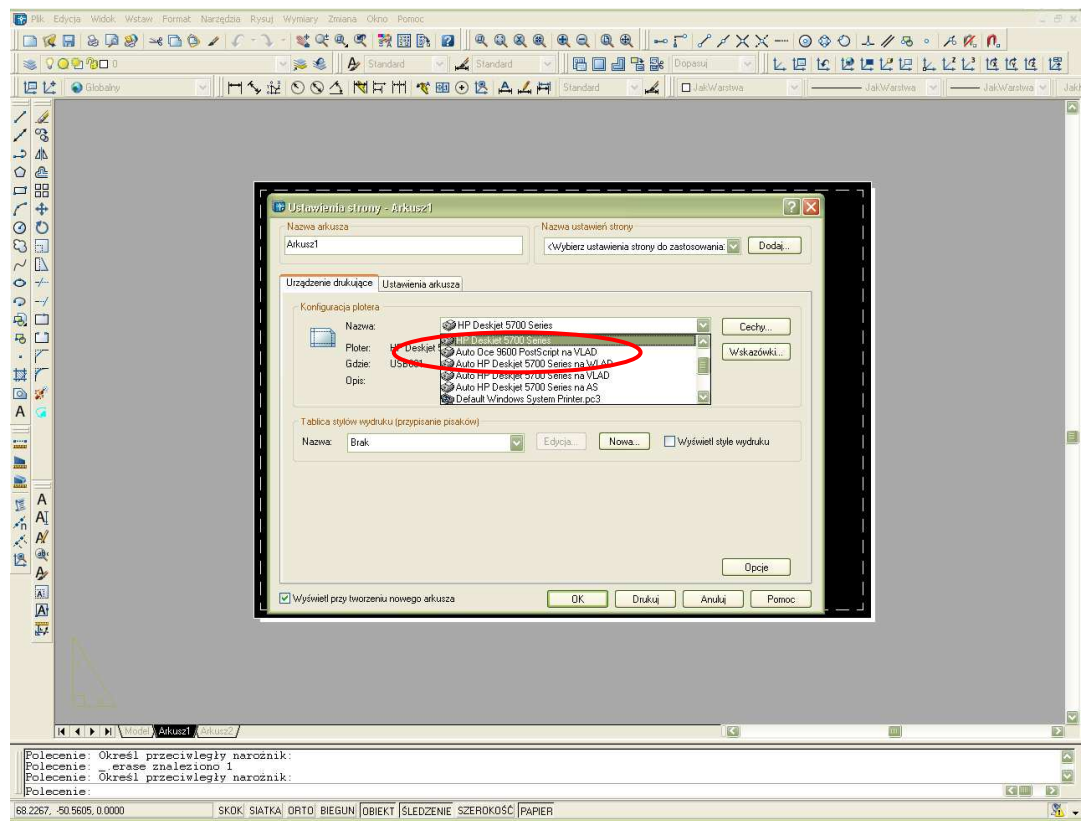 Plik Edycja Widok Wstaw Format Narzędzia Rysuj Wymiary Zmiana Okno Pomoc
0 Standard Standard Dopasuj
Globalny Standard JakWarstwa JakWarstwa JakWarstwa
Ustawienia strony - Arkusz1
Nazwa arkusza
Nazwa ustawień strony
Arkusz1
<Wybierz ustawienia strony do zastosowania:
Dodaj...
Urządzenie drukujące
Ustawienia arkusza
Konfiguracja plotera
Nazwa:
HP Deskjet 5700 Series
Cechy...
HP Deskjet 5700 Series
Ploter: HP Deskjet
Auto Oce 9600 PostScript na VLAD
Wskazówki...
Gdzie: USB001
Auto HP Deskjet 5700 Series na WLAD
Auto HP Deskjet 5700 Series na VLAD
Opis:
Auto HP Deskjet 5700 Series na AS
Default Windows System Printer.pc3
Tablica stylów wydruku (przypisanie pisaków)
Nazwa: Brak Edycja... Nowa... Wyświetl style wydruku
Opcje
Wyświetl przy tworzeniu nowego arkusza
OK Drukuj Anuluj Pomoc
Model Arkusz1 Arkusz2
Polecenie: Określ przeciwległy narożnik:
Polecenie: _.erase znaleziono 1
Polecenie: Określ przeciwległy narożnik:
Polecenie:
68.2267, -50.5605, 0.0000 SKOK SIATKA ORTO BIEGUN OBIEKT ŚLEDZENIE SZEROKOŚĆ PAPIER